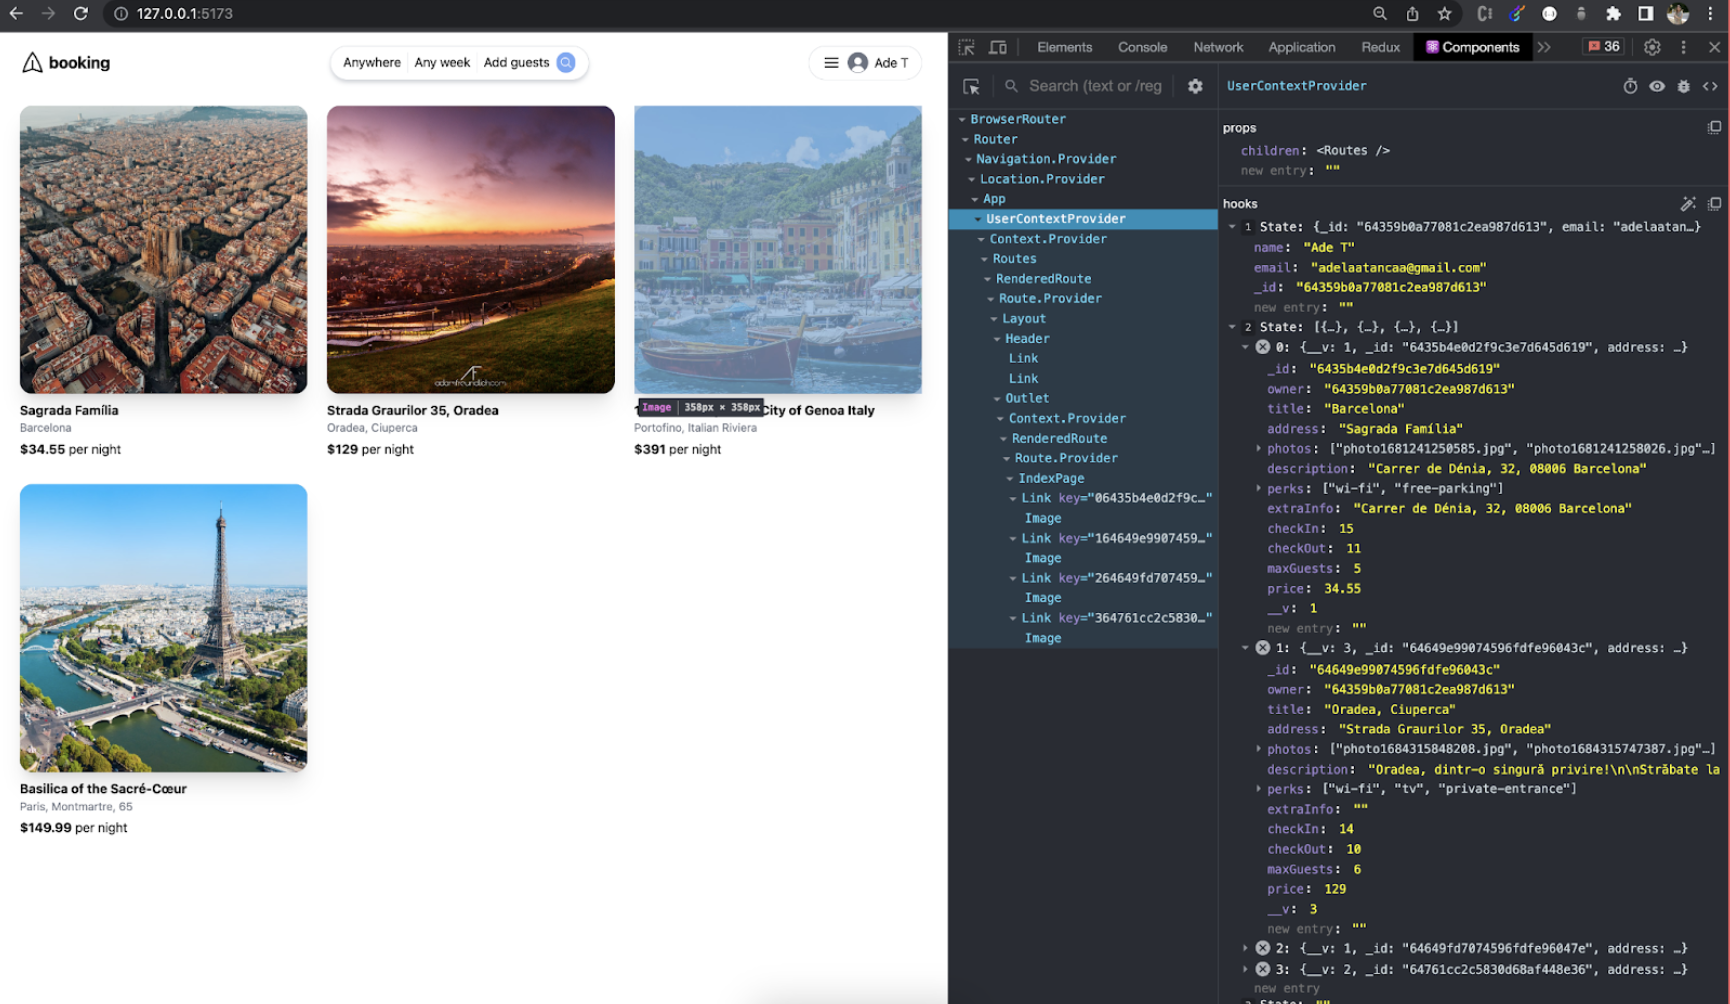 127.0.0.1:5173
booking
Anywhere Any week Add guests
Ade T
adamfreundlich.com
Sagrada Família
Barcelona
$34.55 per night
Strada Graurilor 35, Oradea
Oradea, Ciuperca
$129 per night
Image 358px × 358px
City of Genoa Italy
Portofino, Italian Riviera
$391 per night
Basilica of the Sacré-Cœur
Paris, Montmartre, 65
$149.99 per night
Elements Console Network Application Redux Components 36
Search (text or /reg
BrowserRouter
Router
Navigation.Provider
Location.Provider
App
UserContextProvider
Context.Provider
Routes
RenderedRoute
Route.Provider
Layout
Header
Link
Link
Outlet
Context.Provider
RenderedRoute
Route.Provider
IndexPage
Link key="06435b4e0d2f9c…"
Image
Link key="164649e9907459…"
Image
Link key="264649fd707459…"
Image
Link key="364761cc2c5830…"
Image
UserContextProvider
props
children: <Routes />
new entry: ""
hooks
1 State: {_id: "64359b0a77081c2ea987d613", email: "adelaatan…}
name: "Ade T"
email: "adelaatancaa@gmail.com"
_id: "64359b0a77081c2ea987d613"
new entry: ""
2 State: [{…}, {…}, {…}, {…}]
0: {__v: 1, _id: "6435b4e0d2f9c3e7d645d619", address: …}
_id: "6435b4e0d2f9c3e7d645d619"
owner: "64359b0a77081c2ea987d613"
title: "Barcelona"
address: "Sagrada Família"
photos: ["photo1681241250585.jpg", "photo1681241258026.jpg"…]
description: "Carrer de Dénia, 32, 08006 Barcelona"
perks: ["wi-fi", "free-parking"]
extraInfo: "Carrer de Dénia, 32, 08006 Barcelona"
checkIn: 15
checkOut: 11
maxGuests: 5
price: 34.55
__v: 1
new entry: ""
1: {__v: 3, _id: "64649e99074596fdfe96043c", address: …}
_id: "64649e99074596fdfe96043c"
owner: "64359b0a77081c2ea987d613"
title: "Oradea, Ciuperca"
address: "Strada Graurilor 35, Oradea"
photos: ["photo1684315848208.jpg", "photo1684315747387.jpg"…]
description: "Oradea, dintr-o singură privire!\n\nStrăbate la
perks: ["wi-fi", "tv", "private-entrance"]
extraInfo: ""
checkIn: 14
checkOut: 10
maxGuests: 6
price: 129
__v: 3
new entry: ""
2: {__v: 1, _id: "64649fd7074596fdfe96047e", address: …}
3: {__v: 2, _id: "64761cc2c5830d68af448e36", address: …}
new entry
State: ""